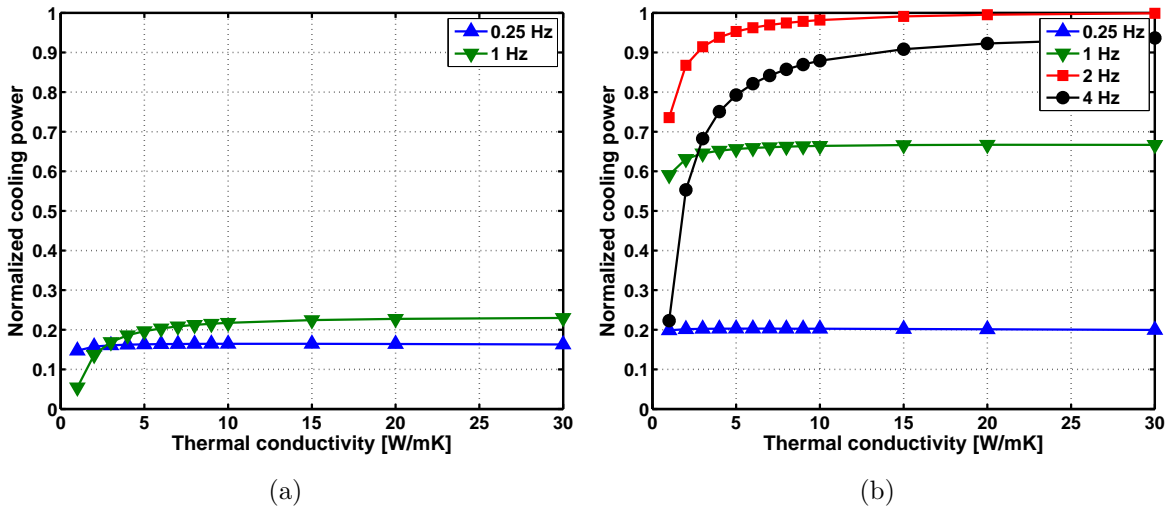 1
0.9
0.8
0.7
0.6
0.5
0.4
0.3
0.2
0.1
0
Normalized cooling power
0 5 10 15 20 25 30
Thermal conductivity [W/mK]
0.25 Hz
1 Hz
(a)
1
0.9
0.8
0.7
0.6
0.5
0.4
0.3
0.2
0.1
0
Normalized cooling power
0 5 10 15 20 25 30
Thermal conductivity [W/mK]
0.25 Hz
1 Hz
2 Hz
4 Hz
(b)